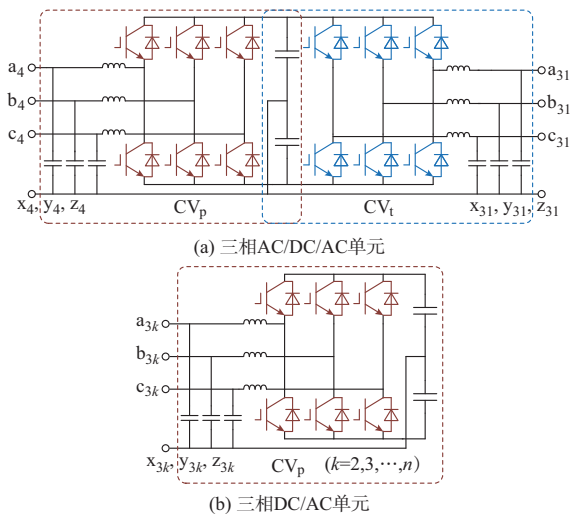 a₄
b₄
c₄
x₄, y₄, z₄
CVₚ
CVₜ
a₃₁
b₃₁
c₃₁
x₃₁, y₃₁, z₃₁
(a) 三相AC/DC/AC单元
a₃ₖ
b₃ₖ
c₃ₖ
x₃ₖ, y₃ₖ, z₃ₖ
CVₚ (k=2,3,⋯,n)
(b) 三相DC/AC单元